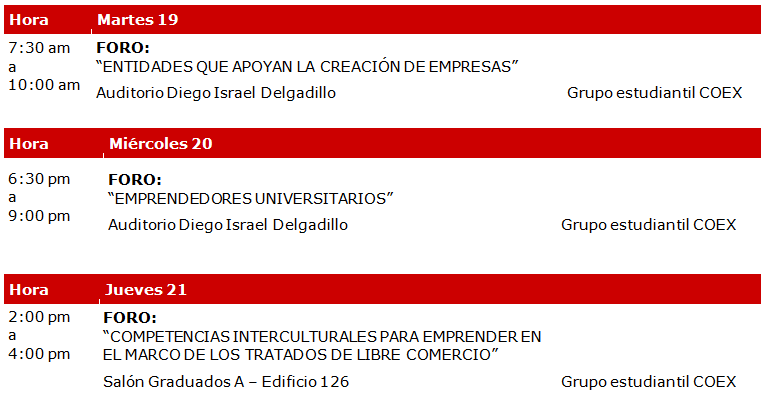 Hora Martes 19
7:30 am FORO:
a "ENTIDADES QUE APOYAN LA CREACIÓN DE EMPRESAS"
10:00 am
Auditorio Diego Israel Delgadillo Grupo estudiantil COEX
Hora Miércoles 20
6:30 pm FORO:
a "EMPRENDEDORES UNIVERSITARIOS"
9:00 pm
Auditorio Diego Israel Delgadillo Grupo estudiantil COEX
Hora Jueves 21
2:00 pm FORO:
a "COMPETENCIAS INTERCULTURALES PARA EMPRENDER EN
4:00 pm EL MARCO DE LOS TRATADOS DE LIBRE COMERCIO"
Salón Graduados A – Edificio 126 Grupo estudiantil COEX